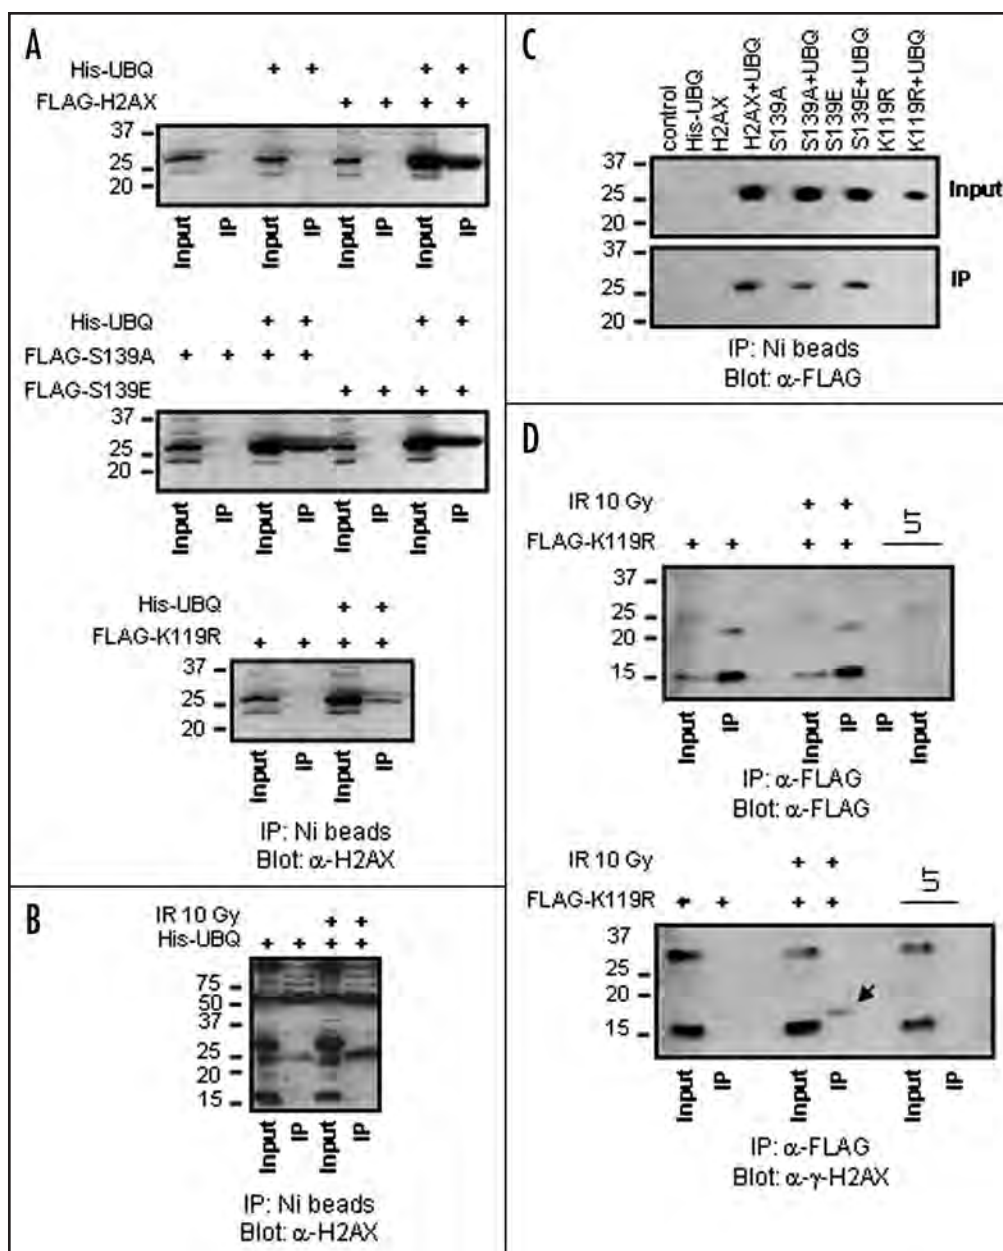 A
His-UBQ + + + +
FLAG-H2AX + + + +
37
25
20
Input IP Input IP Input IP Input IP
His-UBQ + + + +
FLAG-S139A + + + +
FLAG-S139E + + + +
37
25
20
Input IP Input IP Input IP Input IP
His-UBQ + +
FLAG-K119R + + + +
37
25
20
Input IP Input IP
IP: Ni beads
Blot: α-H2AX
B
IR 10 Gy + +
His-UBQ + + + +
75
50
37
25
20
15
Input IP Input IP
IP: Ni beads
Blot: α-H2AX
C
control
His-UBQ
H2AX
H2AX+UBQ
S139A
S139A+UBQ
S139E
S139E+UBQ
K119R
K119R+UBQ
37
25
20
Input
37
25
20
IP
IP: Ni beads
Blot: α-FLAG
D
IR 10 Gy + +
FLAG-K119R + + + + UT
37
25
20
15
Input IP Input IP IP Input
IP: α-FLAG
Blot: α-FLAG
IR 10 Gy + +
FLAG-K119R + + + + UT
37
25
20
15
Input IP Input IP Input IP
IP: α-FLAG
Blot: α-γ-H2AX